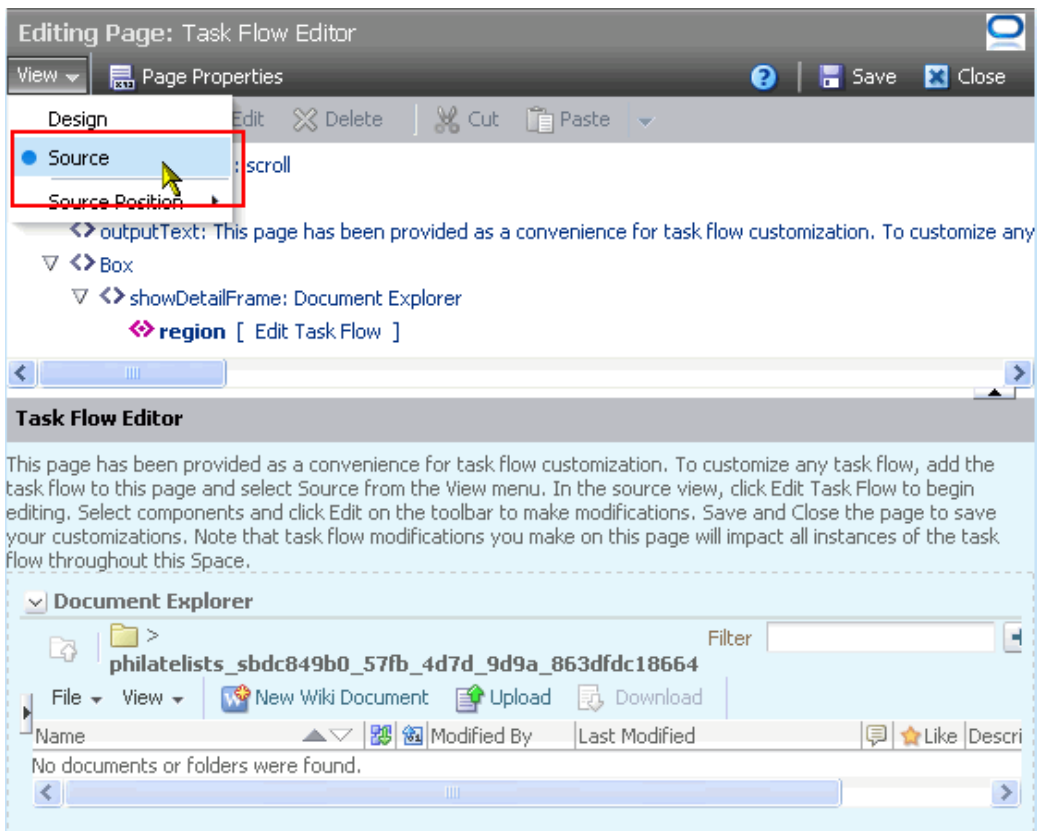 Editing Page: Task Flow Editor
View Page Properties Save Close
Design
Edit Delete Cut Paste
Source
: scroll
Source Position
outputText: This page has been provided as a convenience for task flow customization. To customize any
Box
showDetailFrame: Document Explorer
region [ Edit Task Flow ]
Task Flow Editor
This page has been provided as a convenience for task flow customization. To customize any task flow, add the
task flow to this page and select Source from the View menu. In the source view, click Edit Task Flow to begin
editing. Select components and click Edit on the toolbar to make modifications. Save and Close the page to save
your customizations. Note that task flow modifications you make on this page will impact all instances of the task
flow throughout this Space.
Document Explorer
> Filter
philatelists_sbdc849b0_57fb_4d7d_9d9a_863dfdc18664
File View New Wiki Document Upload Download
Name Modified By Last Modified Like Descri
No documents or folders were found.